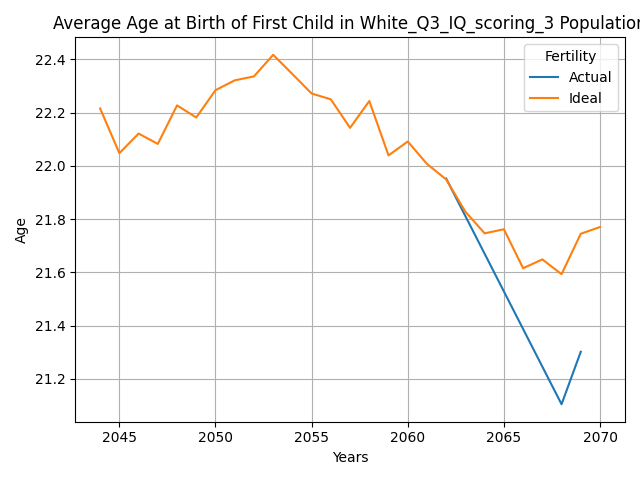 Average Age at Birth of First Child in White_Q3_IQ_scoring_3 Population
Fertility
Actual
Ideal
22.4
22.2
22.0
21.8
21.6
21.4
21.2
Age
2045
2050
2055
2060
2065
2070
Years